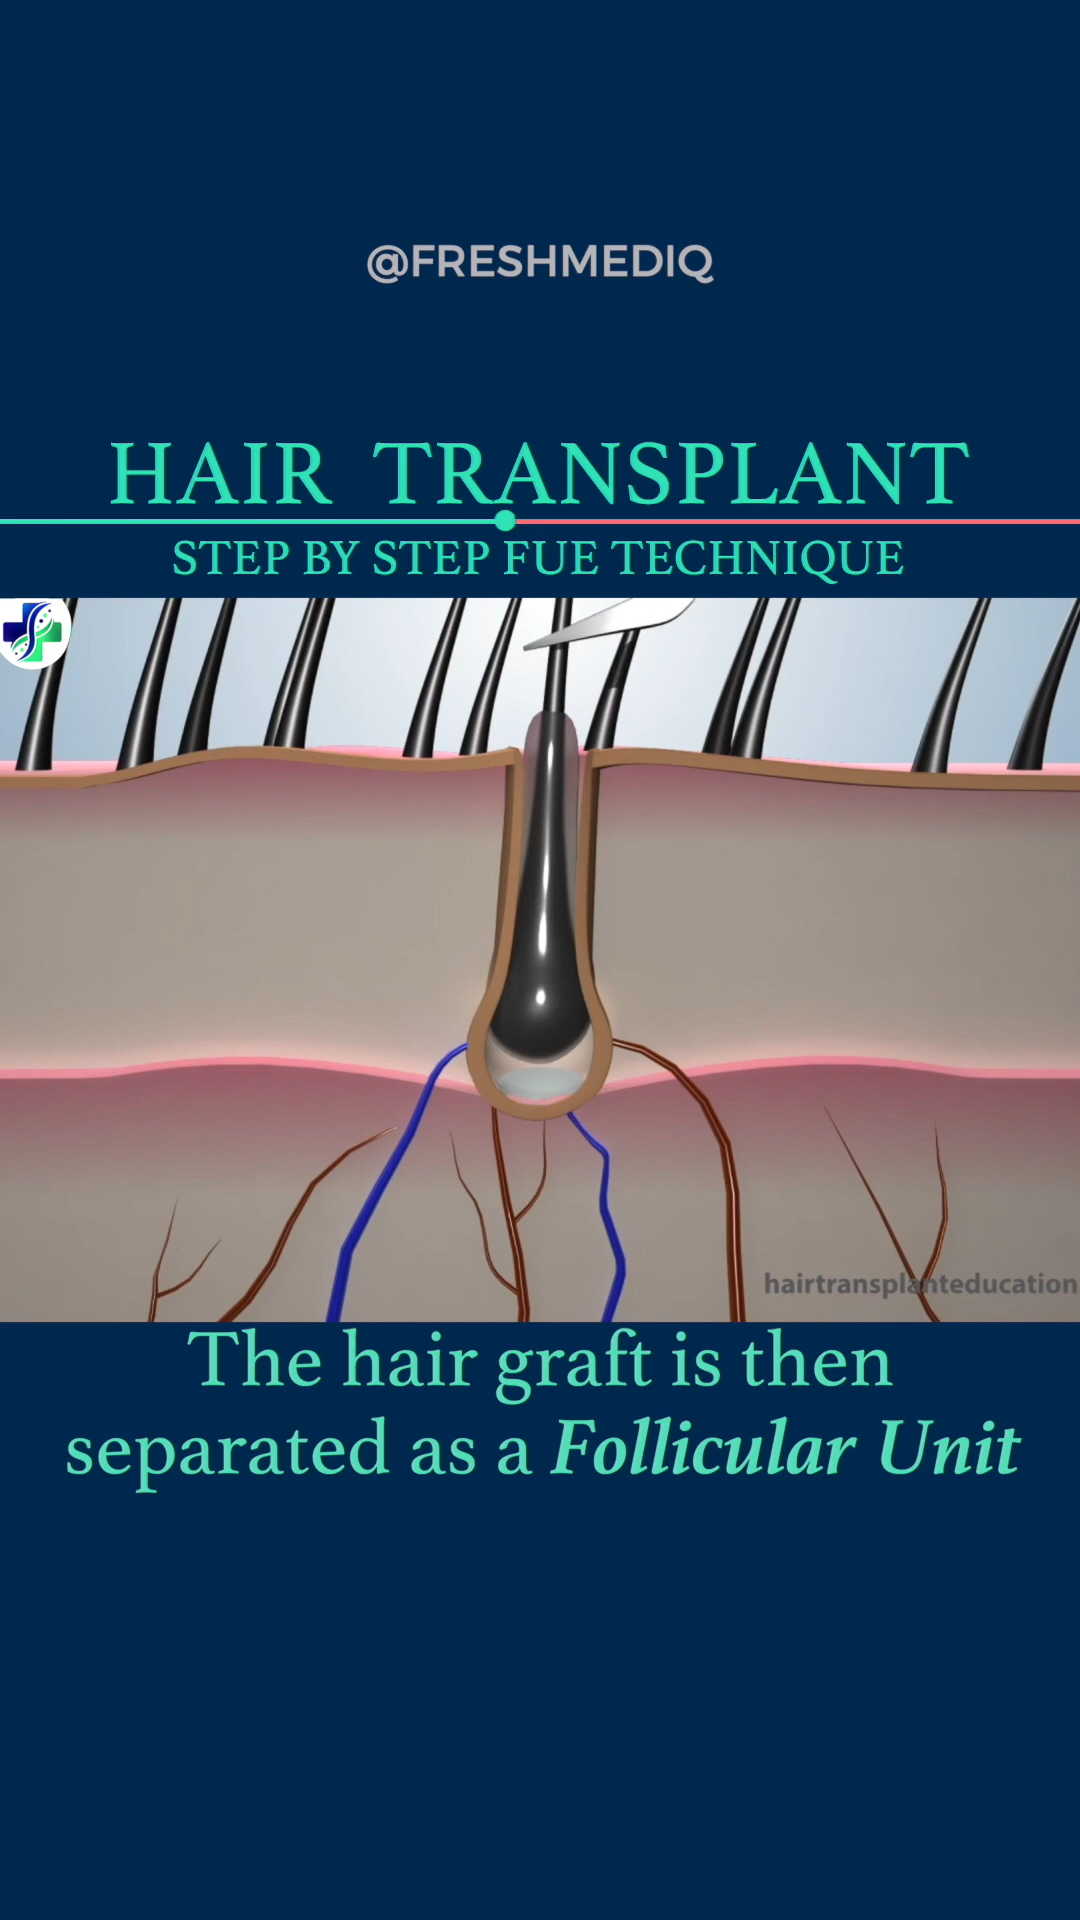 @FRESHMEDIQ
HAIR TRANSPLANT
STEP BY STEP FUE TECHNIQUE
hairtransplanteducation
The hair graft is then
separated as a Follicular Unit